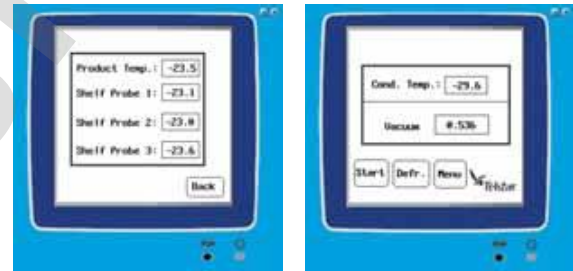 Product Temp.: -23.5
Shelf Probe 1: -23.1
Shelf Probe 2: -23.0
Shelf Probe 3: -23.6
Back
Cond. Temp.: -29.6
Vacuum 0.536
Start Defr. Menu